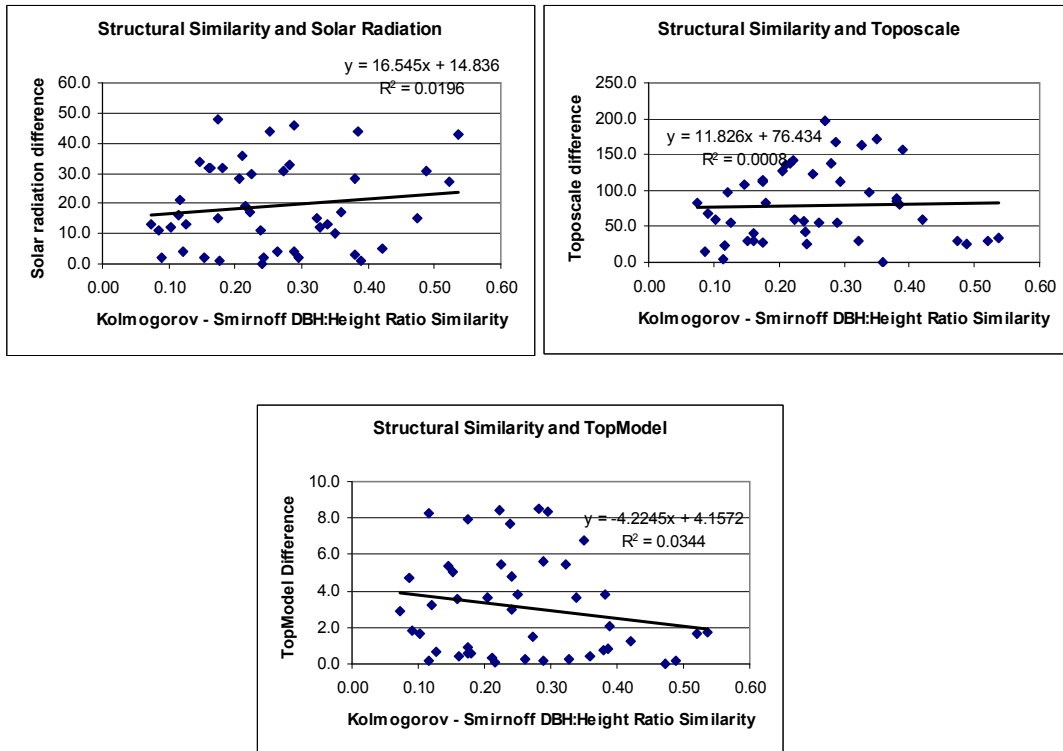 Structural Similarity and Solar Radiation
y = 16.545x + 14.836
R² = 0.0196
60.0
50.0
40.0
30.0
20.0
10.0
0.0
Solar radiation difference
0.00 0.10 0.20 0.30 0.40 0.50 0.60
Kolmogorov - Smirnoff DBH:Height Ratio Similarity
Structural Similarity and Toposcale
y = 11.826x + 76.434
R² = 0.0008
250.0
200.0
150.0
100.0
50.0
0.0
Toposcale difference
0.00 0.10 0.20 0.30 0.40 0.50 0.60
Kolmogorov - Smirnoff DBH:Height Ratio Similarity
Structural Similarity and TopModel
y = -4.2245x + 4.1572
R² = 0.0344
10.0
8.0
6.0
4.0
2.0
0.0
TopModel Difference
0.00 0.10 0.20 0.30 0.40 0.50 0.60
Kolmogorov - Smirnoff DBH:Height Ratio Similarity